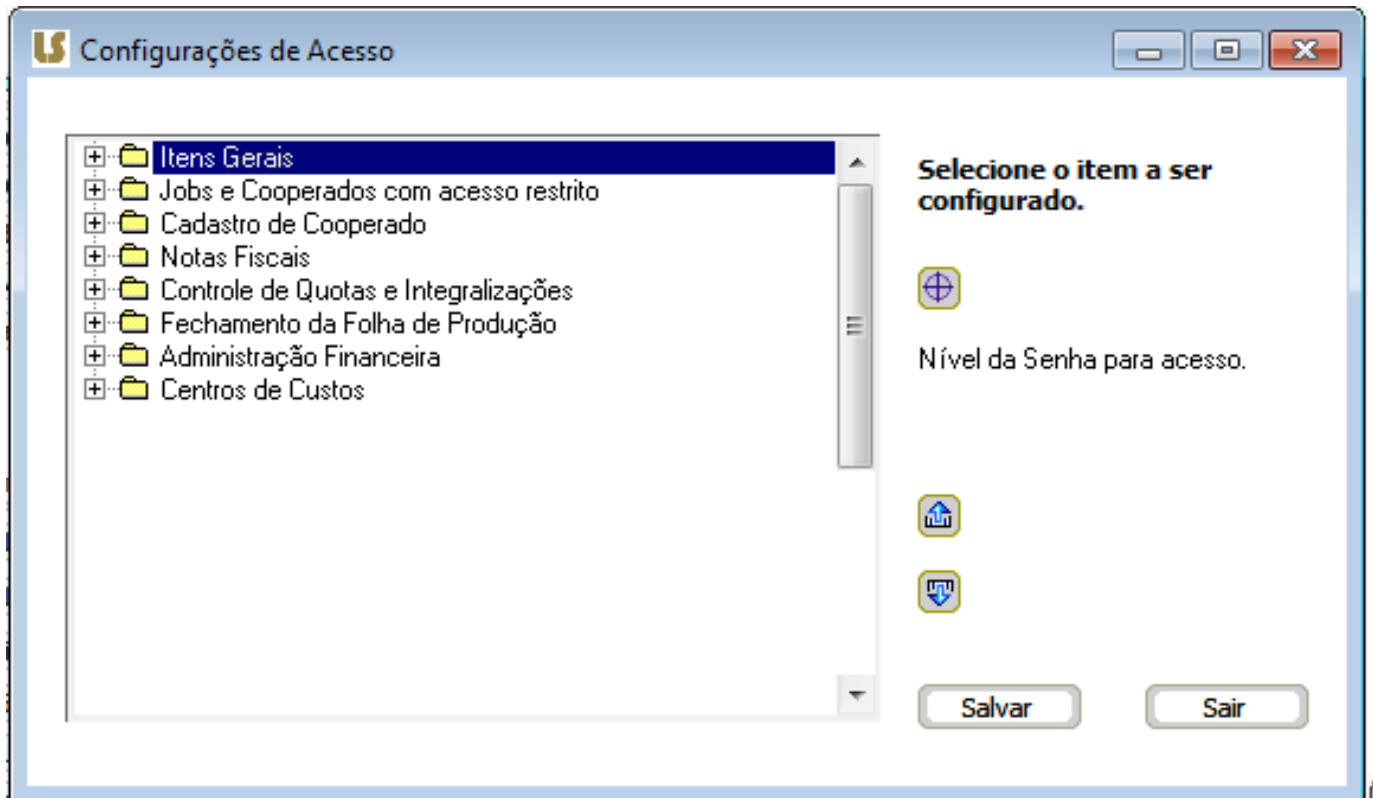 LS Configurações de Acesso
Itens Gerais
Jobs e Cooperados com acesso restrito
Cadastro de Cooperado
Notas Fiscais
Controle de Quotas e Integralizações
Fechamento da Folha de Produção
Administração Financeira
Centros de Custos
Selecione o item a ser
configurado.
Nível da Senha para acesso.
Salvar
Sair